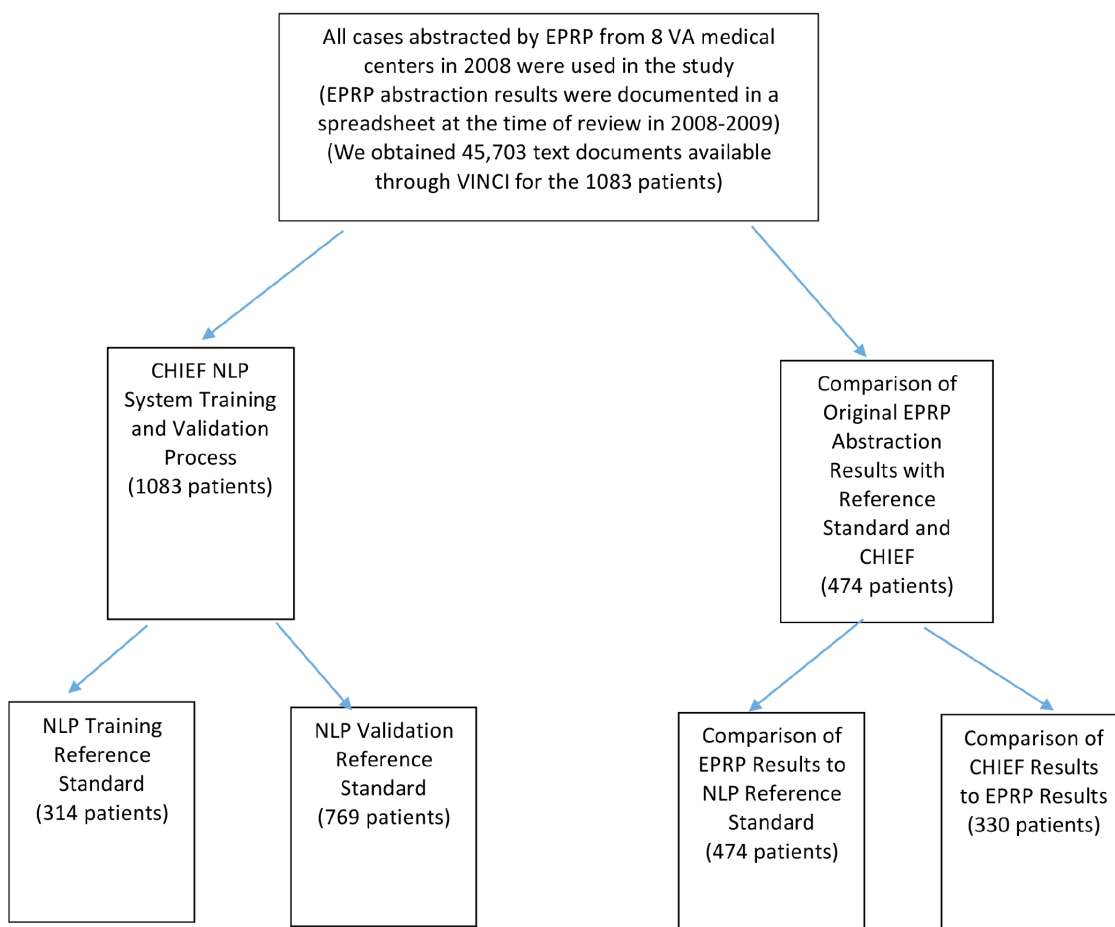 All cases abstracted by EPRP from 8 VA medical
centers in 2008 were used in the study
(EPRP abstraction results were documented in a
spreadsheet at the time of review in 2008-2009)
(We obtained 45,703 text documents available
through VINCI for the 1083 patients)
CHIEF NLP
System Training
and Validation
Process
(1083 patients)
Comparison of
Original EPRP
Abstraction
Results with
Reference
Standard and
CHIEF
(474 patients)
NLP Training
Reference
Standard
(314 patients)
NLP Validation
Reference
Standard
(769 patients)
Comparison of
EPRP Results to
NLP Reference
Standard
(474 patients)
Comparison of
CHIEF Results
to EPRP Results
(330 patients)